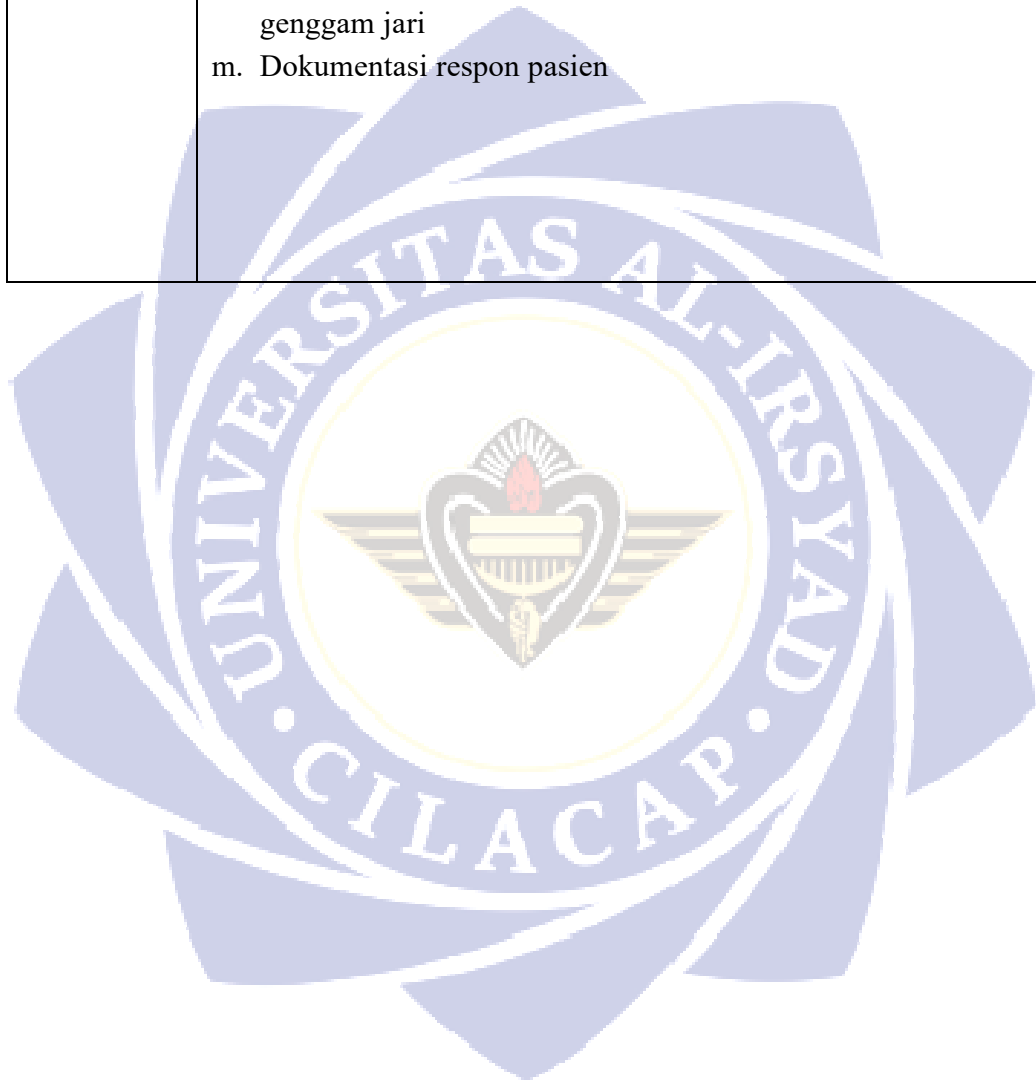 genggam jari
m. Dokumentasi respon pasien
UNIVERSITAS AL-IRSYAD
CILACAP